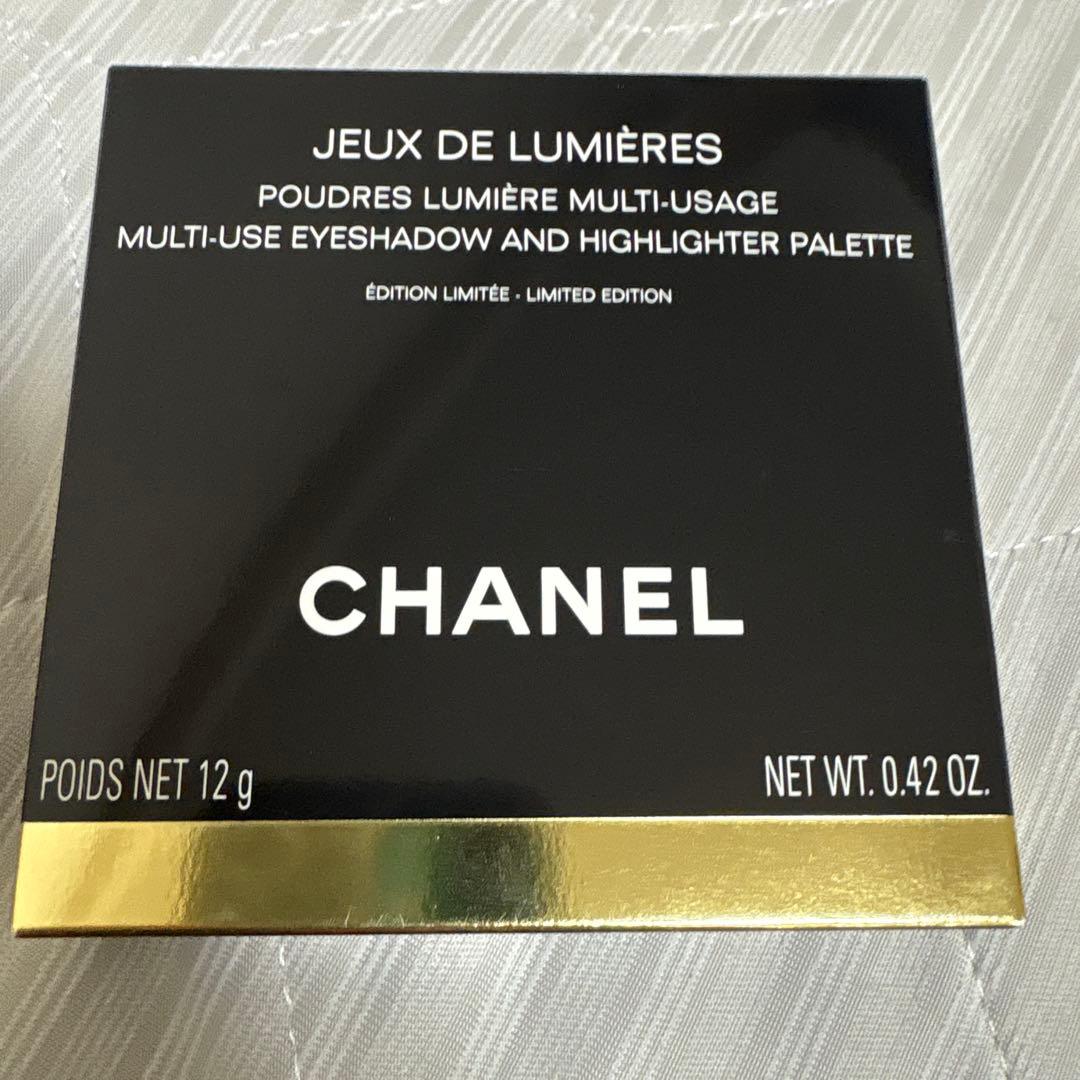 JEUX DE LUMIÈRES
POUDRES LUMIÈRE MULTI-USAGE
MULTI-USE EYESHADOW AND HIGHLIGHTER PALETTE
ÉDITION LIMITÉE - LIMITED EDITION
CHANEL
POIDS NET 12 g
NET WT. 0.42 OZ.